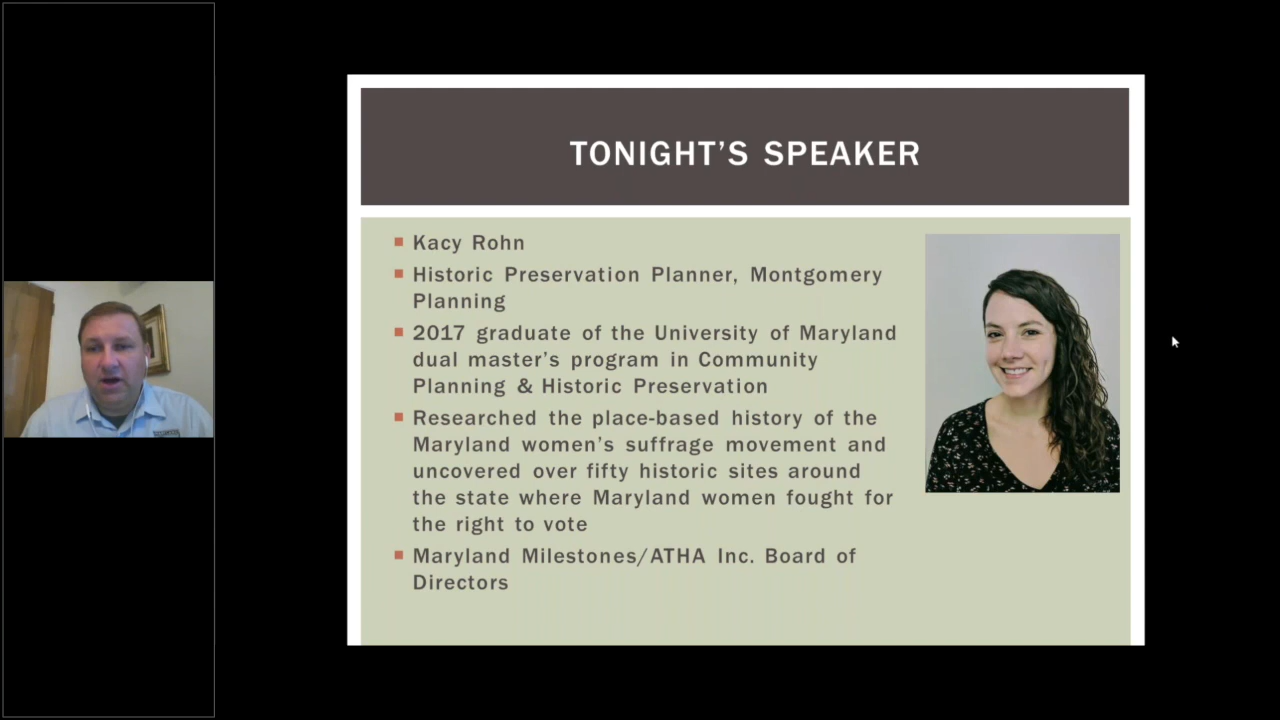 TONIGHT'S SPEAKER
Kacy Rohn
Historic Preservation Planner, Montgomery
Planning
2017 graduate of the University of Maryland
dual master's program in Community
Planning & Historic Preservation
Researched the place-based history of the
Maryland women's suffrage movement and
uncovered over fifty historic sites around
the state where Maryland women fought for
the right to vote
Maryland Milestones/ATHA Inc. Board of
Directors